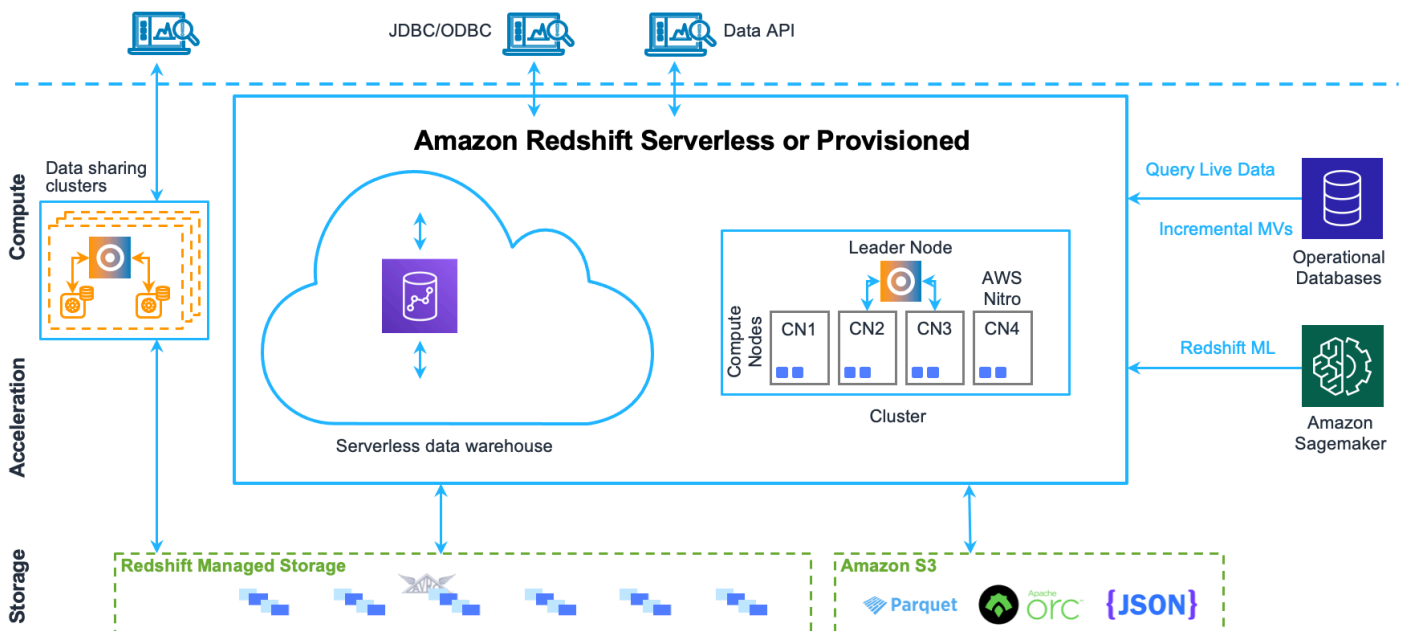 JDBC/ODBC
Data API
Amazon Redshift Serverless or Provisioned
Compute
Data sharing
clusters
Query Live Data
Incremental MVs
Operational
Databases
Leader Node
AWS
Nitro
Compute
Nodes
CN1
CN2
CN3
CN4
Cluster
Redshift ML
Amazon
Sagemaker
Acceleration
Serverless data warehouse
Storage
Redshift Managed Storage
AVRO
Amazon S3
Parquet
Apache
orc
{JSON}